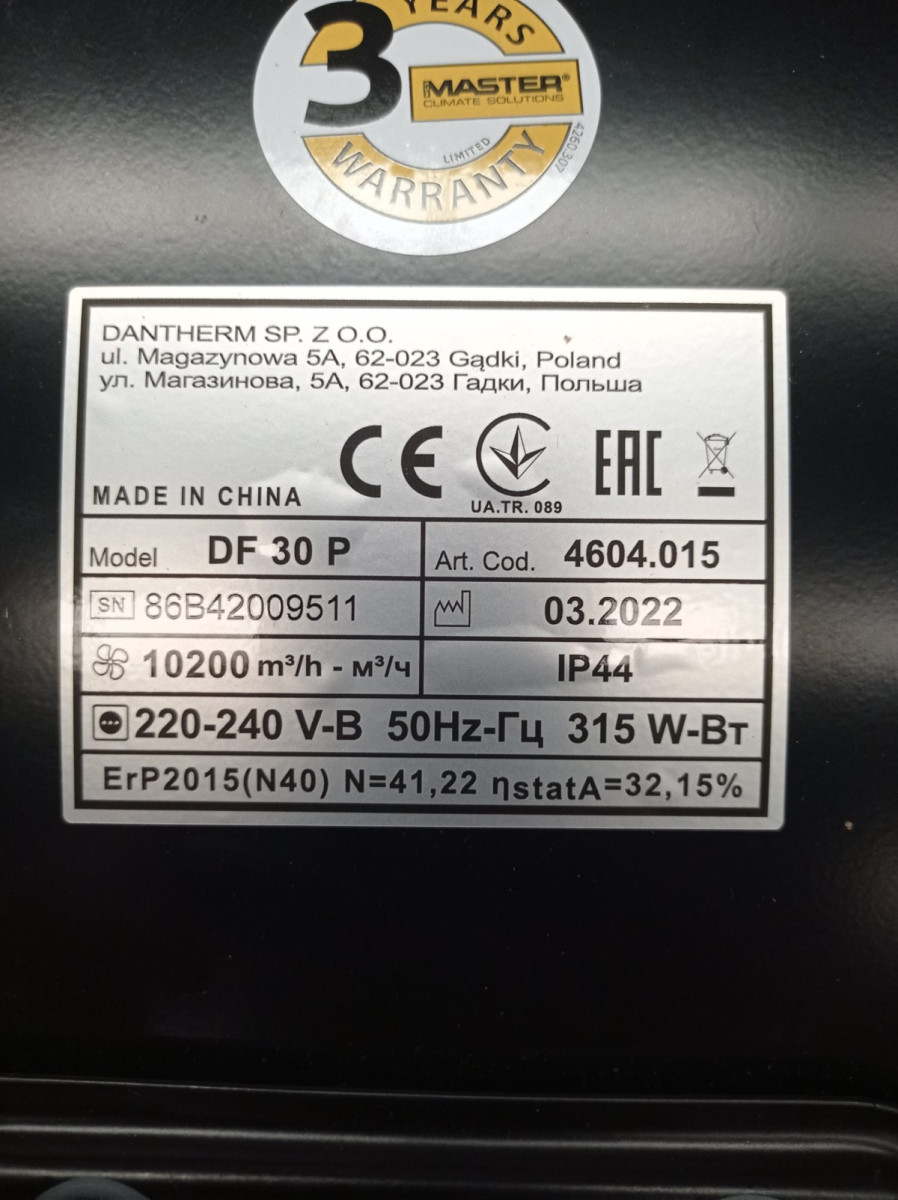 3 YEARS
MASTER®
CLIMATE SOLUTIONS
LIMITED
WARRANTY
4260.307
DANTHERM SP. Z O.O.
ul. Magazynowa 5A, 62-023 Gądki, Poland
ул. Магазинова, 5А, 62-023 Гадки, Польша
MADE IN CHINA CE UA.TR. 089 EAC
Model DF 30 P Art. Cod. 4604.015
SN 86B42009511 03.2022
10200 m³/h - м³/ч IP44
220-240 V-В 50Hz-Гц 315 W-Вт
ErP2015(N40) N=41,22 ηstatA=32,15%